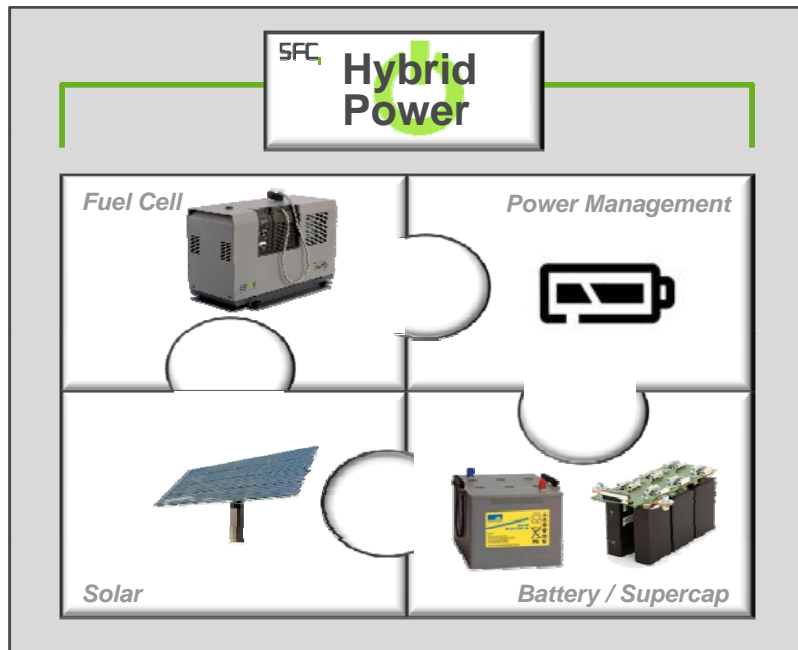 SFC
Hybrid
Power
Fuel Cell
Power Management
Solar
Battery / Supercap